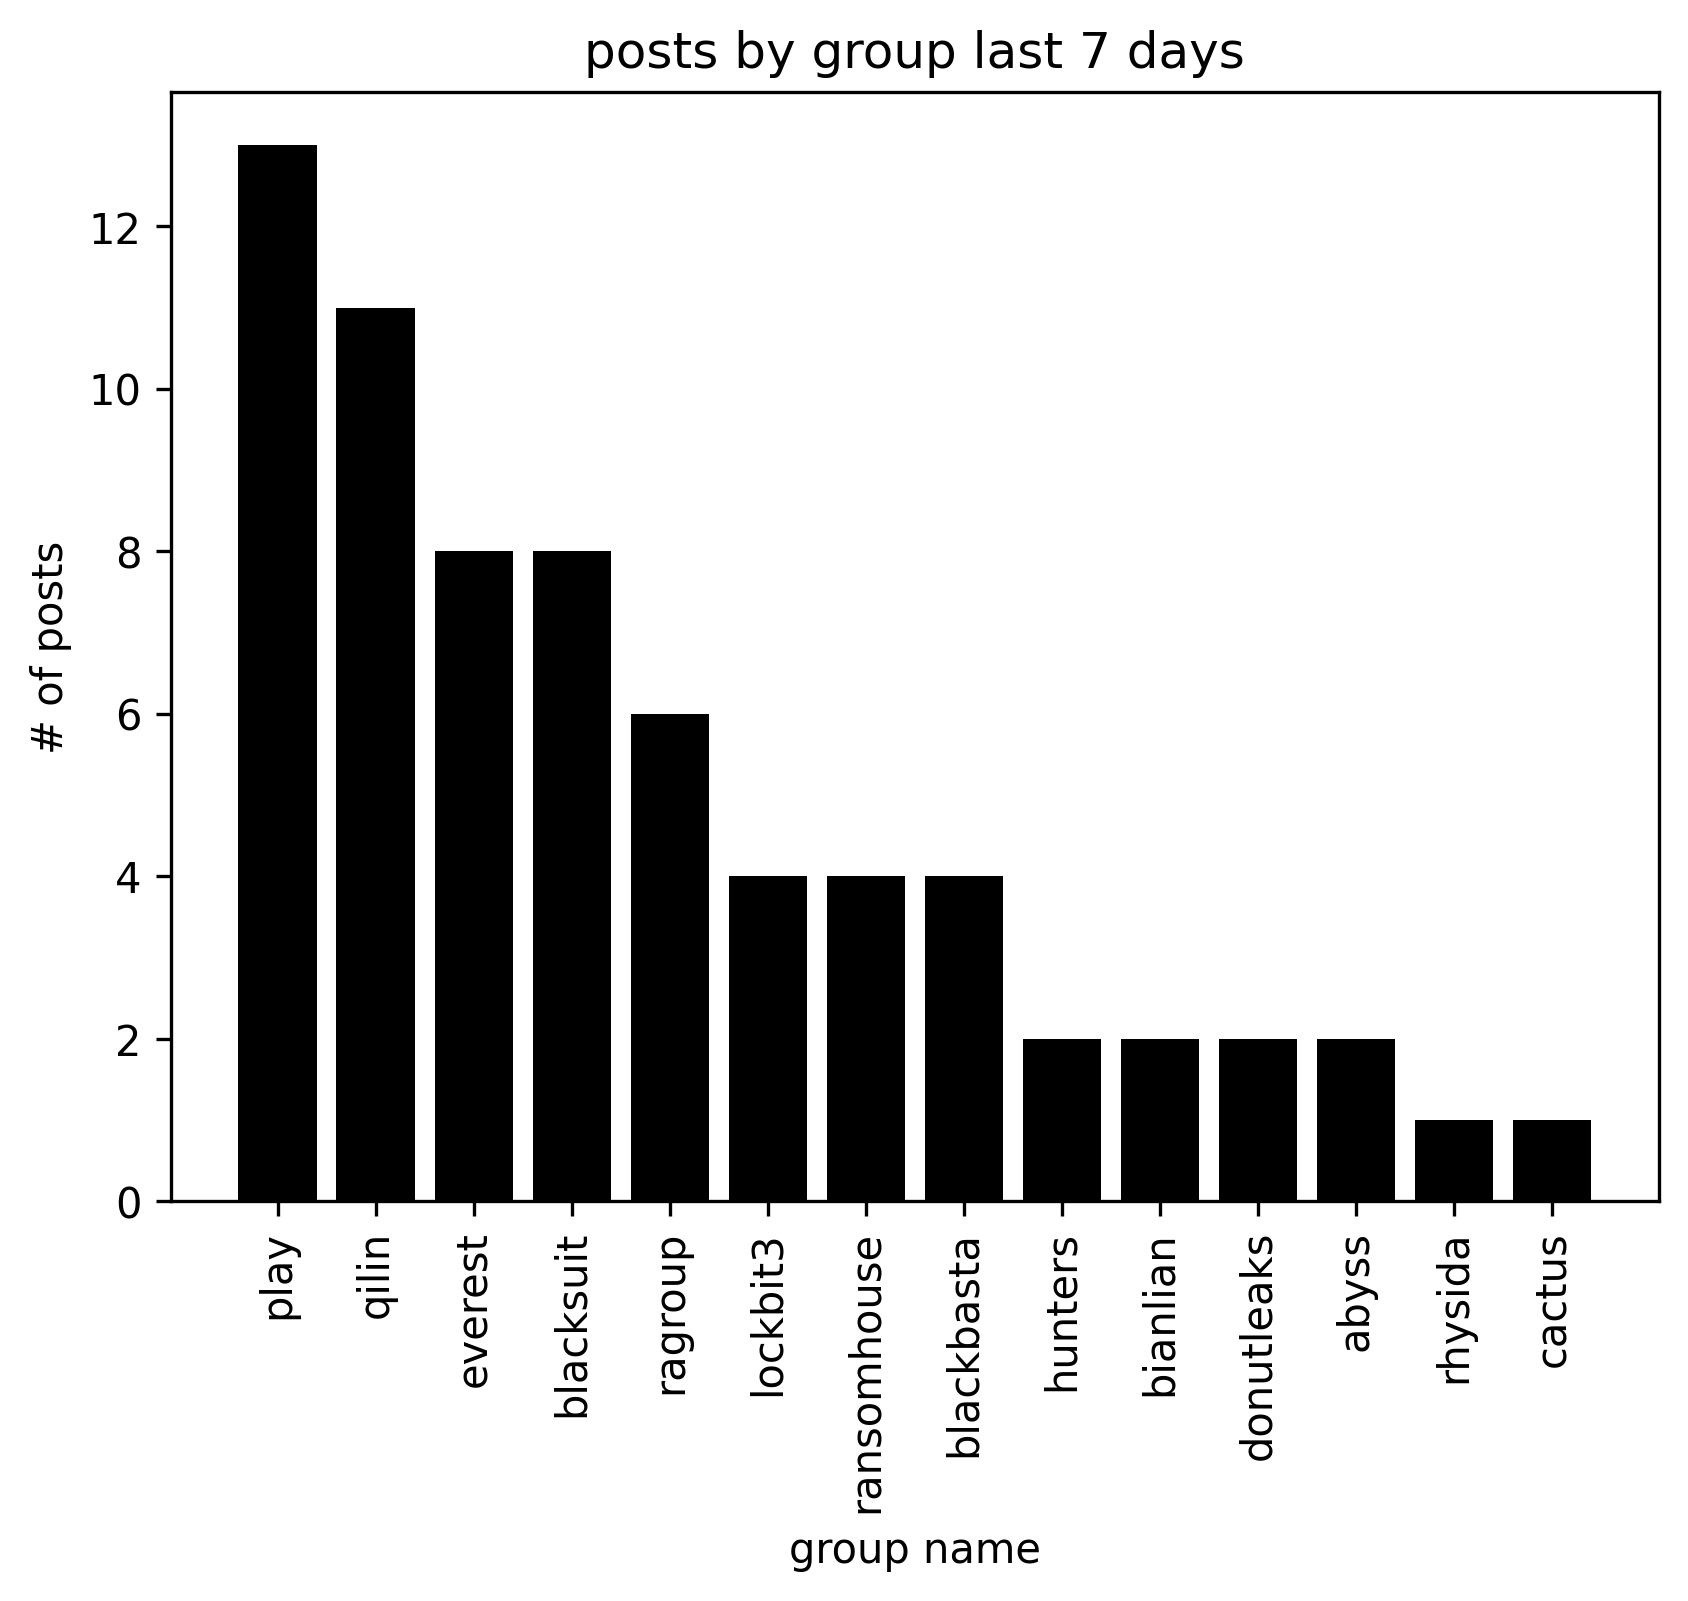 posts by group last 7 days
# of posts
12
10
8
6
4
2
0
play
qilin
everest
blacksuit
ragroup
lockbit3
ransomhouse
blackbasta
hunters
bianlian
donutleaks
abyss
rhysida
cactus
group name